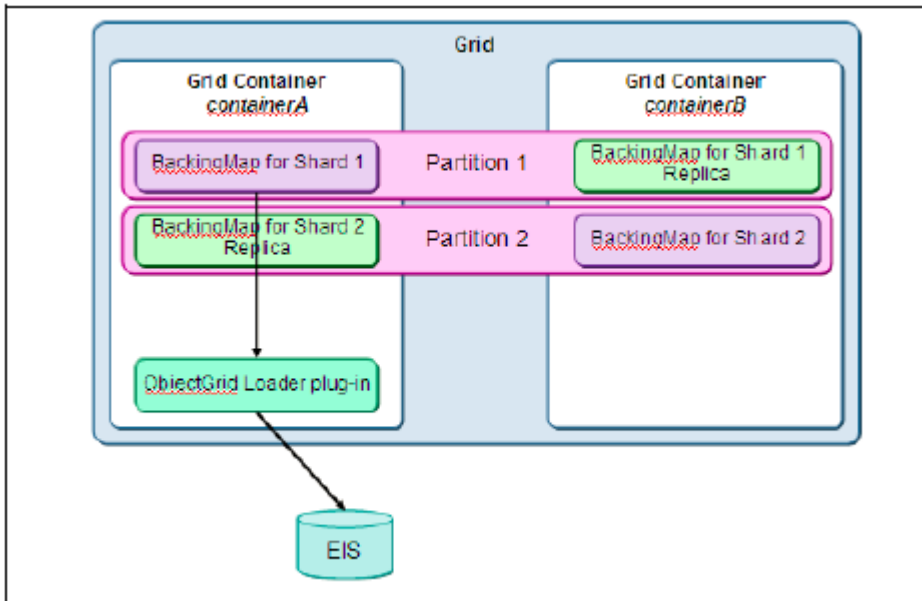 Grid
Grid Container
containerA
Grid Container
containerB
BackingMap for Shard 1
Partition 1
BackingMap for Shard 1
Replica
BackingMap for Shard 2
Replica
Partition 2
BackingMap for Shard 2
ObjectGrid Loader plug-in
EIS